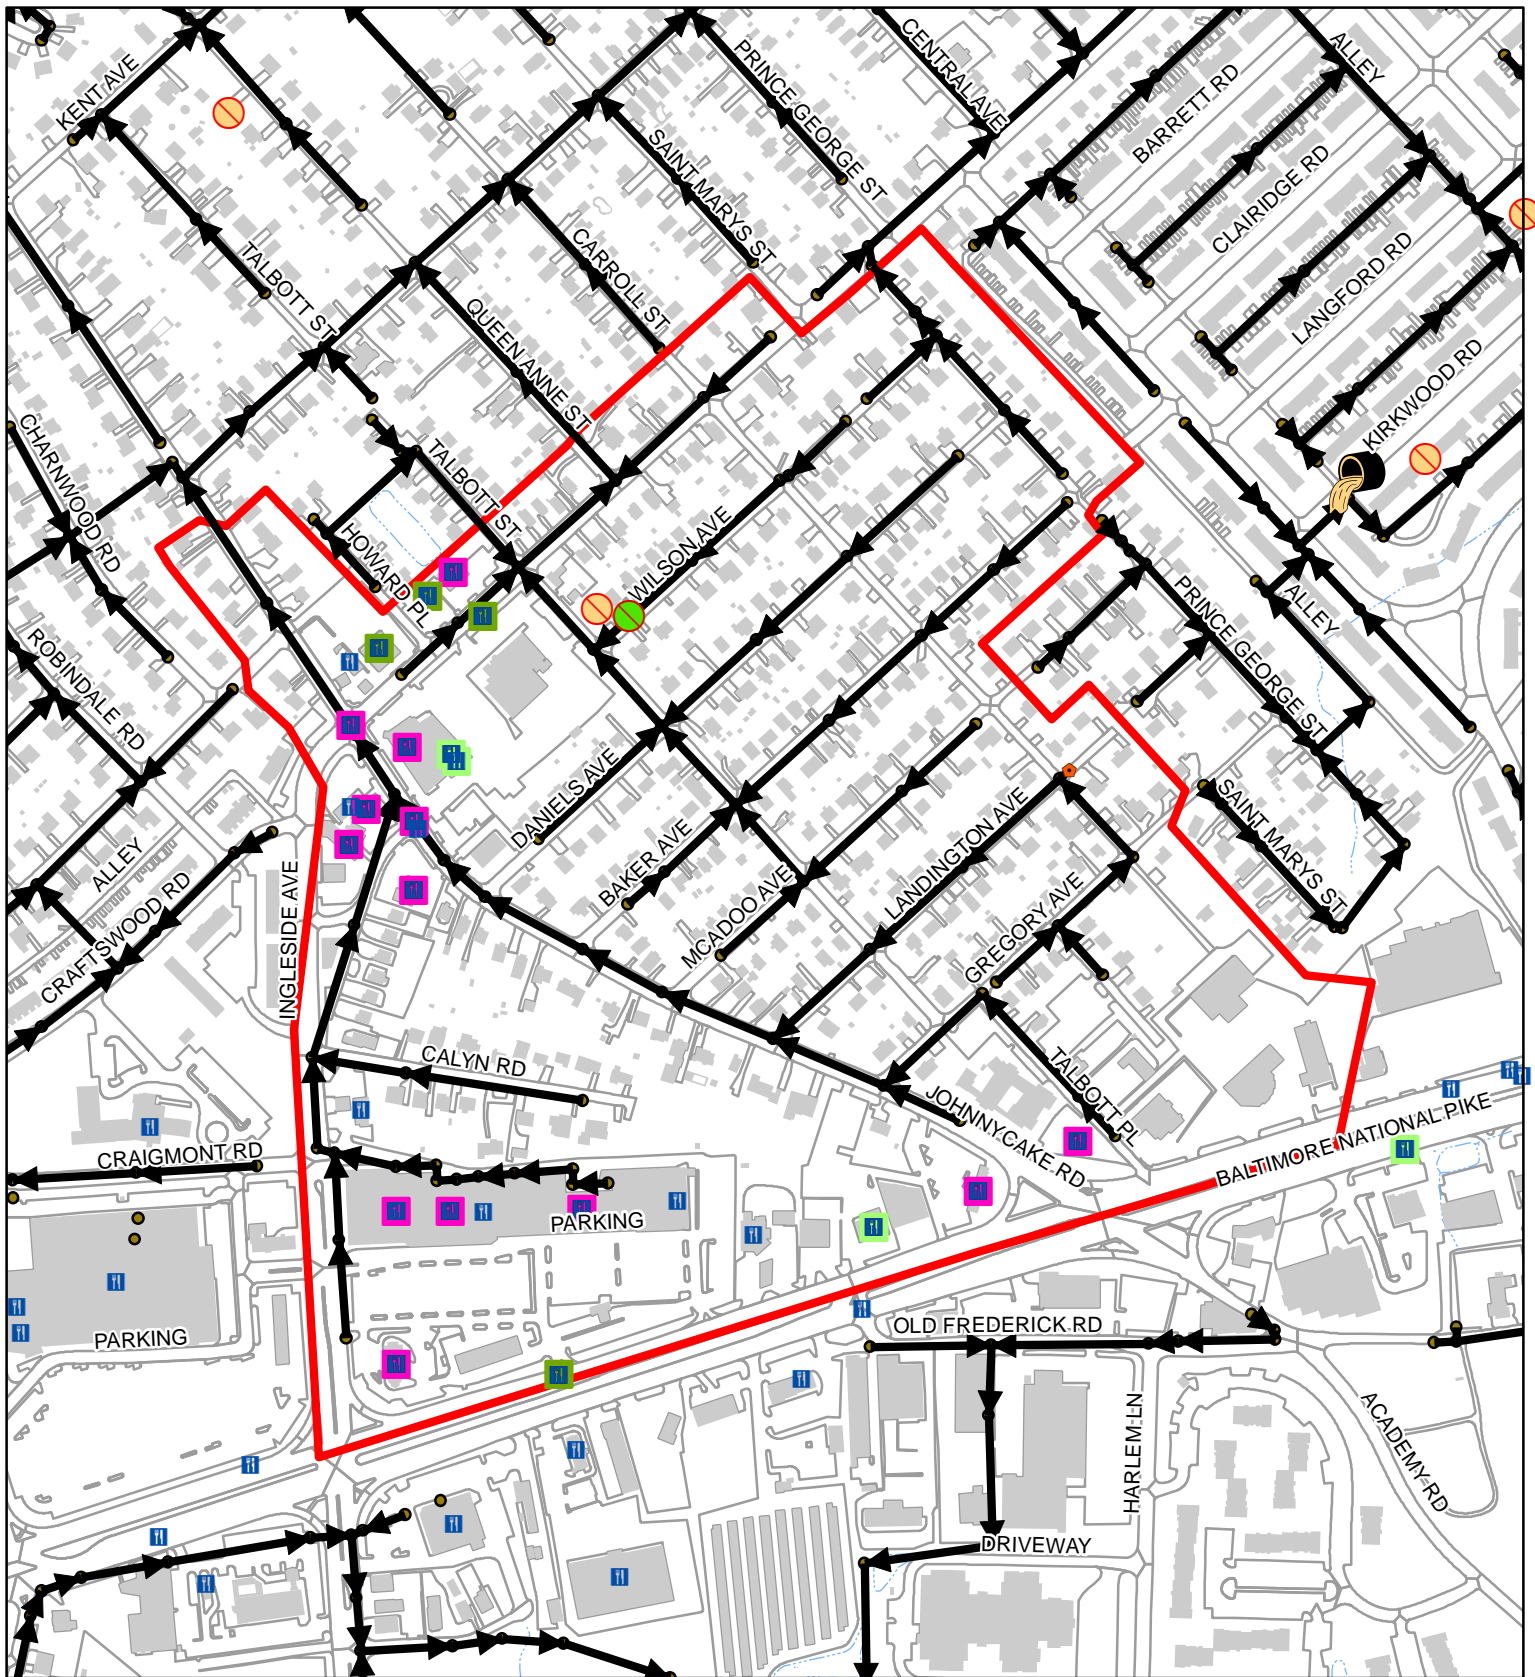 KENT AVE
PRINCE GEORGE ST
CENTRAL AVE
ALLEY
BARRETT RD
SAINT MARYS ST
CLAIRIDGE RD
TALBOTT ST
CARROLL ST
LANGFORD RD
QUEEN ANNE ST
KIRKWOOD RD
CHARNWOOD RD
TALBOTT ST
HOWARD PL
WILSON AVE
ROBINDALE RD
PRINCE GEORGE ST
ALLEY
DANIELS AVE
BAKER AVE
SAINT MARYS ST
LANDINGTON AVE
ALLEY
CRAFTSWOOD RD
INGLESIDE AVE
MCADOO AVE
GREGORY AVE
CALYN RD
TALBOTT PL
JOHNNYCAKE RD
CRAIGMONT RD
BALTIMORE NATIONAL PIKE
PARKING
PARKING
OLD FREDERICK RD
HARLEM LN
ACADEMY RD
DRIVEWAY